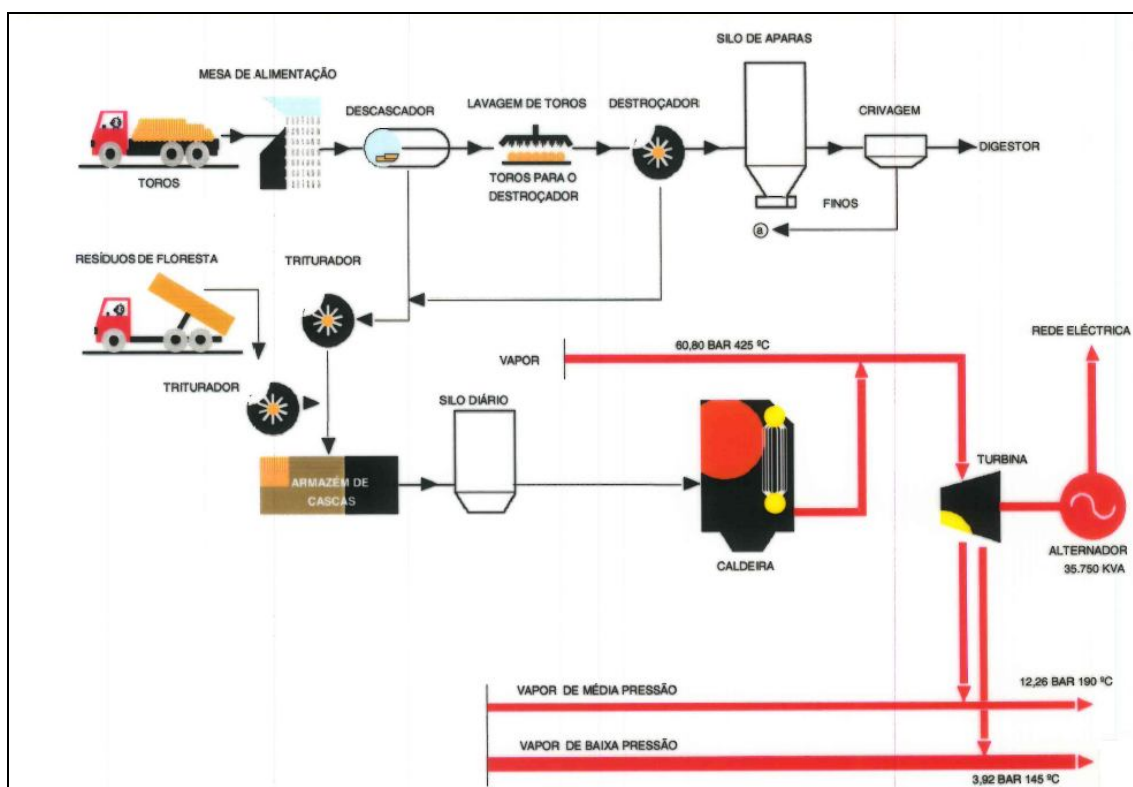 SILO DE APARAS
MESA DE ALIMENTAÇÃO
DESCASCADOR
LAVAGEM DE TOROS
DESTROÇADOR
CRIVAGEM
DIGESTOR
TOROS
TOROS PARA O
DESTROÇADOR
FINOS
a
RESÍDUOS DE FLORESTA
TRITURADOR
REDE ELÉCTRICA
VAPOR
60,80 BAR 425 ºC
TRITURADOR
SILO DIÁRIO
TURBINA
ARMAZÉM DE
CASCAS
CALDEIRA
ALTERNADOR
35.750 KVA
VAPOR DE MÉDIA PRESSÃO
12,26 BAR 190 ºC
VAPOR DE BAIXA PRESSÃO
3,92 BAR 145 ºC